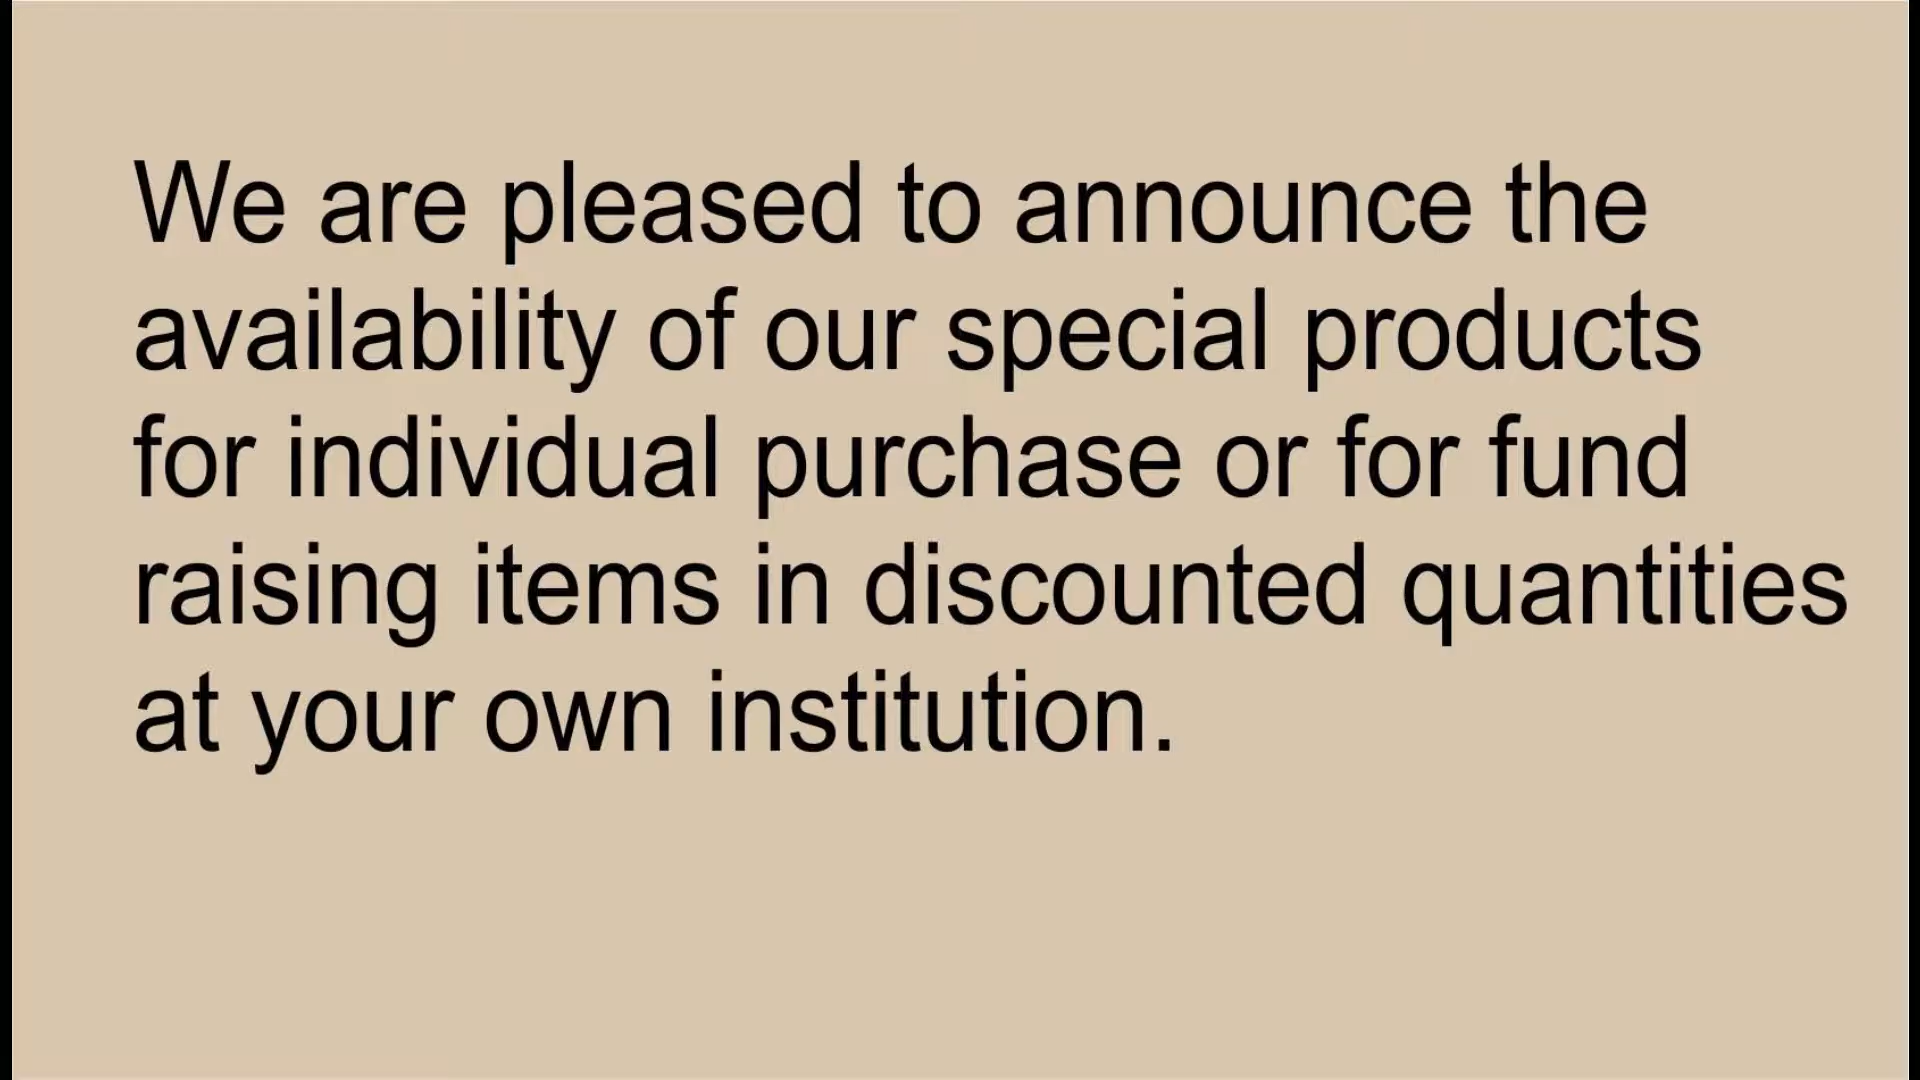 We are pleased to announce the
availability of our special products
for individual purchase or for fund
raising items in discounted quantities
at your own institution.